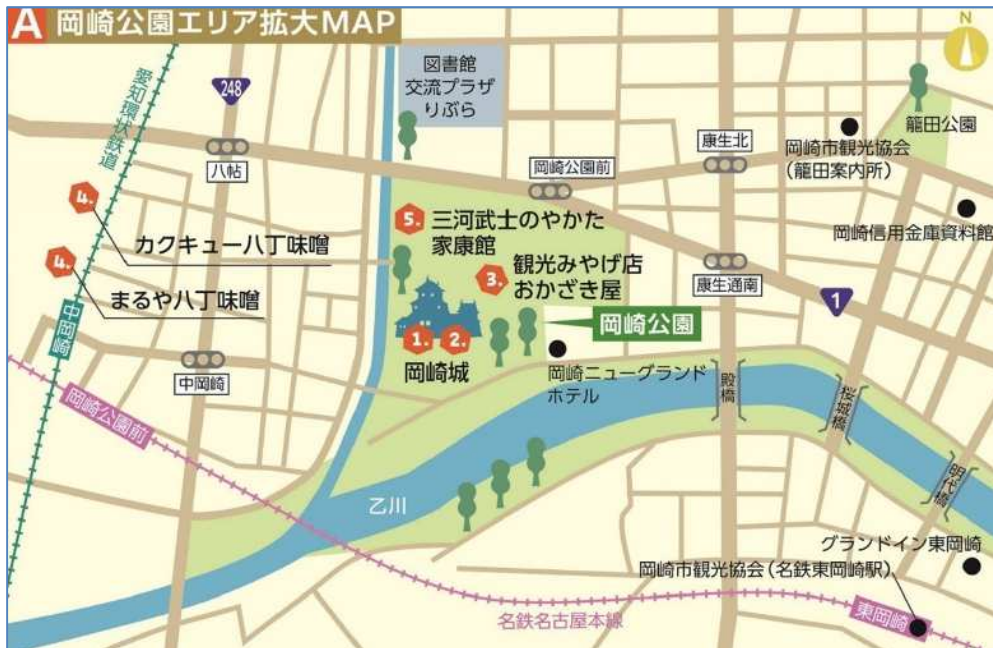 A 岡崎公園エリア拡大MAP
N
愛知環状鉄道
248
図書館
交流プラザ
りぶら
籠田公園
康生北
岡崎市観光協会
(籠田案内所)
八帖
岡崎公園前
4.
カクキュー八丁味噌
5. 三河武士のやかた
家康館
岡崎信用金庫資料館
4.
まるや八丁味噌
3. 観光みやげ店
おかざき屋
康生通南
1
中岡崎
岡崎公園
1. 2.
岡崎城
中岡崎
岡崎ニューグランド
ホテル
殿橋
桜城橋
明代橋
岡崎公園前
乙川
グランドイン東岡崎
岡崎市観光協会(名鉄東岡崎駅)
名鉄名古屋本線
東岡崎